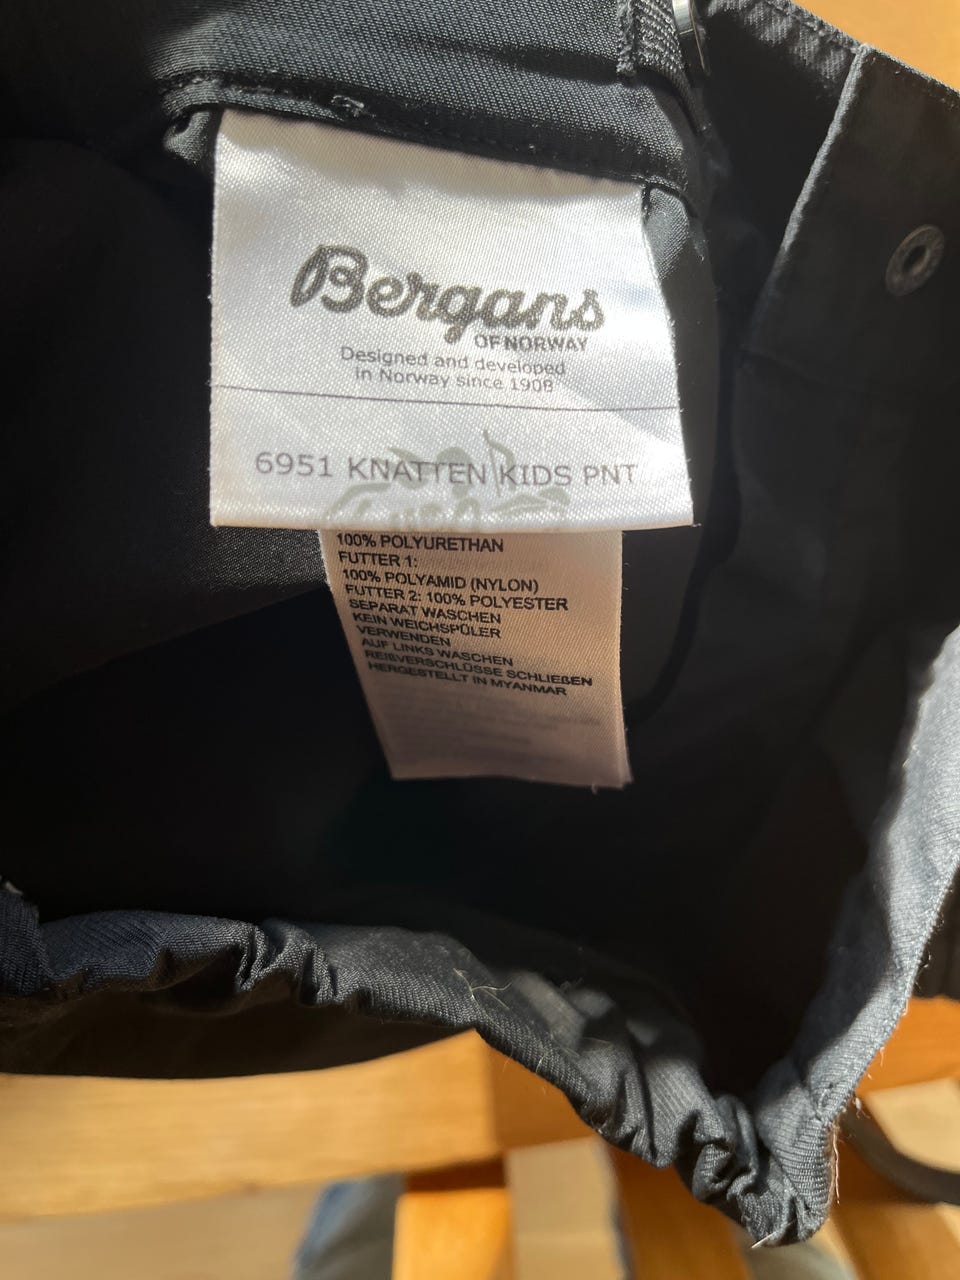 Bergans
OF NORWAY
Designed and developed
in Norway since 1908
6951 KNATTEN KIDS PNT
100% POLYURETHAN
FUTTER 1:
100% POLYAMID (NYLON)
FUTTER 2: 100% POLYESTER
SEPARAT WASCHEN
KEIN WEICHSPÜLER
VERWENDEN
AUF LINKS WASCHEN
REIßVERSCHLÜSSE SCHLIEßEN
HERGESTELLT IN MYANMAR